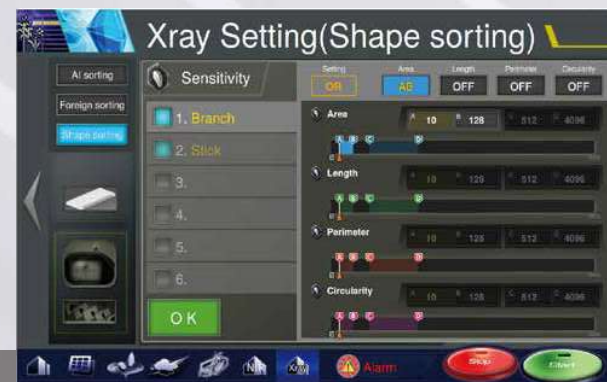 Xray Setting(Shape sorting)
AI sorting
Foreign sorting
Shape sorting
Sensitivity
1. Branch
2. Stick
3.
4.
5.
6.
OK
Setting Area Length Perimeter Circularity
OR AB OFF OFF OFF
Area A 10 B 128 C 512 D 4096
A B C D
Length A 10 B 128 C 512 D 4096
A B C D
Perimeter A 10 B 128 C 512 D 4096
A B C D
Circularity A 10 B 128 C 512 D 4096
A B C D
NIR Xray Alarm Stop Start